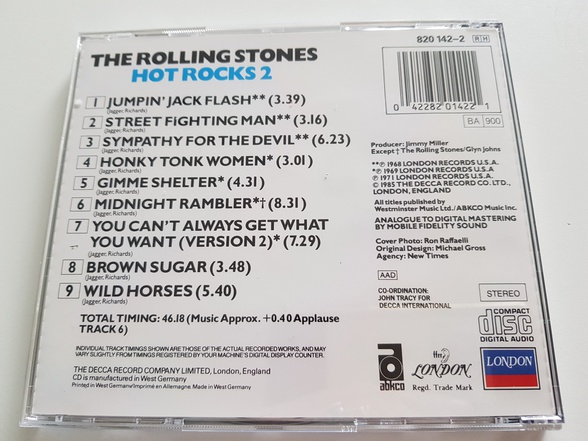 THE ROLLING STONES
HOT ROCKS 2
1 JUMPIN' JACK FLASH** (3.39)
(Jagger, Richards)
2 STREET FiGHTING MAN** (3.16)
(Jagger, Richards)
3 SYMPATHY FOR THE DEVIL** (6.23)
(Jagger, Richards)
4 HONKY TONK WOMEN* (3.01)
(Jagger, Richards)
5 GIMME SHELTER* (4.31)
(Jagger, Richards)
6 MIDNIGHT RAMBLER*† (8.31)
(Jagger, Richards)
7 YOU CAN'T ALWAYS GET WHAT
YOU WANT (VERSION 2)* (7.29)
(Jagger, Richards)
8 BROWN SUGAR (3.48)
(Jagger, Richards)
9 WILD HORSES (5.40)
(Jagger, Richards)
TOTAL TIMING: 46.18 (Music Approx. +0.40 Applause
TRACK 6)
INDIVIDUAL TRACK TIMINGS SHOWN ARE THOSE OF THE ACTUAL RECORDED WORKS, AND MAY
VARY SLIGHTLY FROM TIMINGS REGISTERED BY YOUR MACHINE'S DIGITAL DISPLAY COUNTER.
THE DECCA RECORD COMPANY LIMITED, London, England
CD is manufactured in West Germany
Printed in West Germany/Imprimé en Allemagne. Made in West Germany
820 142-2 RH
0 42282 01422 1
BA 900
Producer: Jimmy Miller
Except † The Rolling Stones/Glyn Johns
**℗ 1968 LONDON RECORDS U.S.A.
*℗ 1969 LONDON RECORDS U.S.A.
℗ 1971 LONDON RECORDS U.S.A.
© 1985 THE DECCA RECORD CO. LTD.,
LONDON, ENGLAND
All titles published by
Westminster Music Ltd./ABKCO Music Inc.
ANALOGUE TO DIGITAL MASTERING
BY MOBILE FIDELITY SOUND
Cover Photo: Ron Raffaelli
Original Design: Michael Gross
Agency: New Times
AAD
CO-ORDINATION:
JOHN TRACY FOR
DECCA INTERNATIONAL
STEREO
COMPACT
disc
DIGITAL AUDIO
abkco
LONDON
Regd. Trade Mark
LONDON